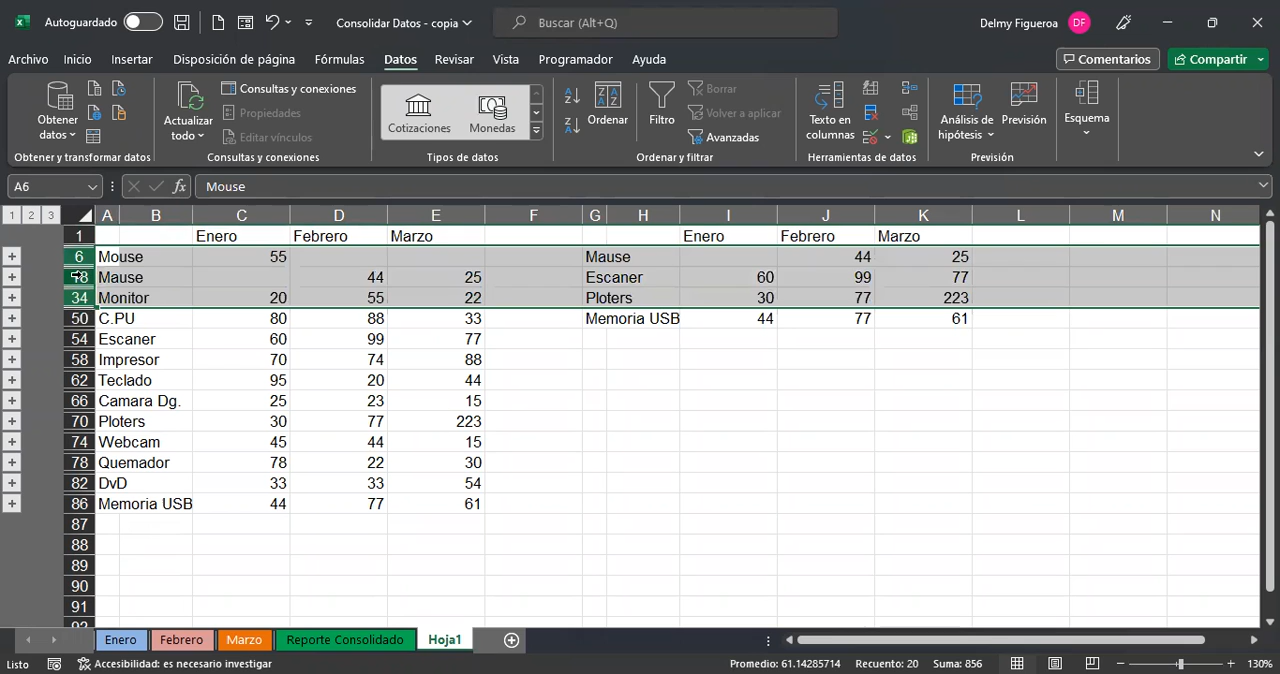 Autoguardado Consolidar Datos - copia Buscar (Alt+Q) Delmy Figueroa DF
Archivo Inicio Insertar Disposición de página Fórmulas Datos Revisar Vista Programador Ayuda Comentarios Compartir
Obtener datos Actualizar todo Consultas y conexiones Propiedades Editar vínculos Cotizaciones Monedas Ordenar Filtro Borrar Volver a aplicar Avanzadas Texto en columnas Análisis de hipótesis Previsión Esquema
Obtener y transformar datos Consultas y conexiones Tipos de datos Ordenar y filtrar Herramientas de datos Previsión
A6 fx Mouse
1 2 3 A B C D E F G H I J K L M N
1 Enero Febrero Marzo Enero Febrero Marzo
6 Mouse 55 Mause 44 25
Mause 44 25 Escaner 60 99 77
34 Monitor 20 55 22 Ploters 30 77 223
50 C.PU 80 88 33 Memoria USB 44 77 61
54 Escaner 60 99 77
58 Impresor 70 74 88
62 Teclado 95 20 44
66 Camara Dg. 25 23 15
70 Ploters 30 77 223
74 Webcam 45 44 15
78 Quemador 78 22 30
82 DvD 33 33 54
86 Memoria USB 44 77 61
87
88
89
90
91
Enero Febrero Marzo Reporte Consolidado Hoja1
Listo Accesibilidad: es necesario investigar Promedio: 61.14285714 Recuento: 20 Suma: 856 130%